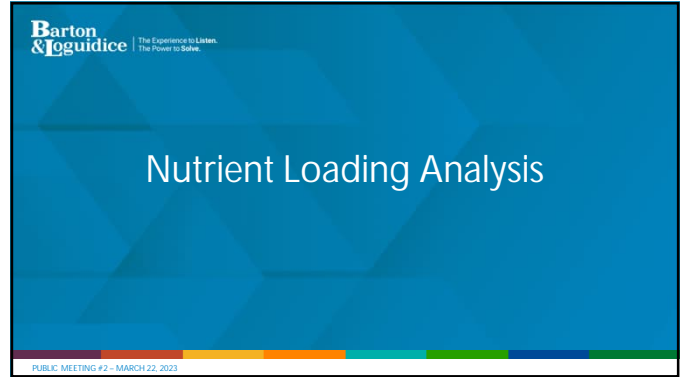 Barton
&Loguidice
The Experience to Listen.
The Power to Solve.
Nutrient Loading Analysis
PUBLIC MEETING #2 – MARCH 22, 2023